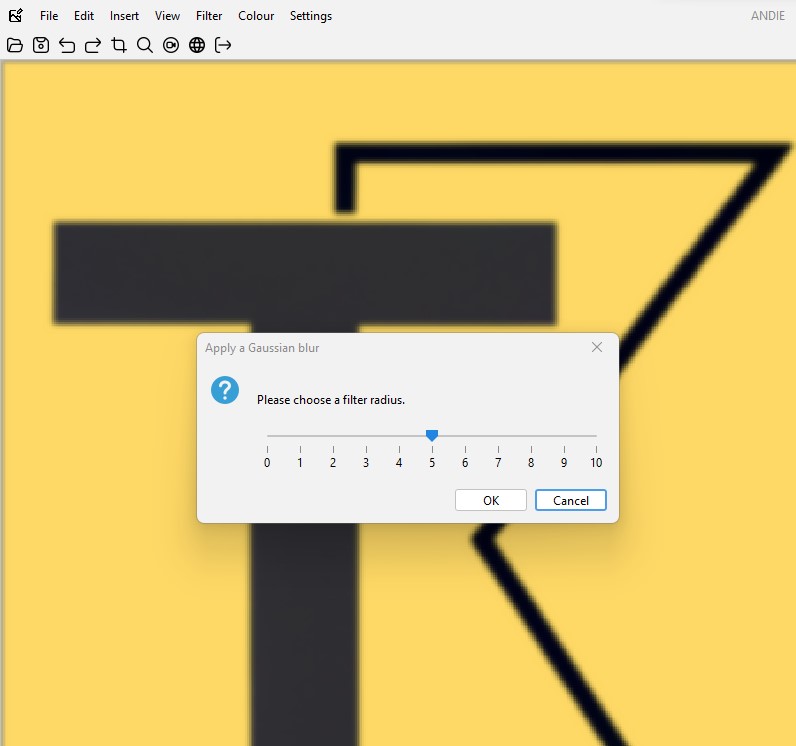 File Edit Insert View Filter Colour Settings ANDIE
Apply a Gaussian blur
Please choose a filter radius.
0 1 2 3 4 5 6 7 8 9 10
OK Cancel